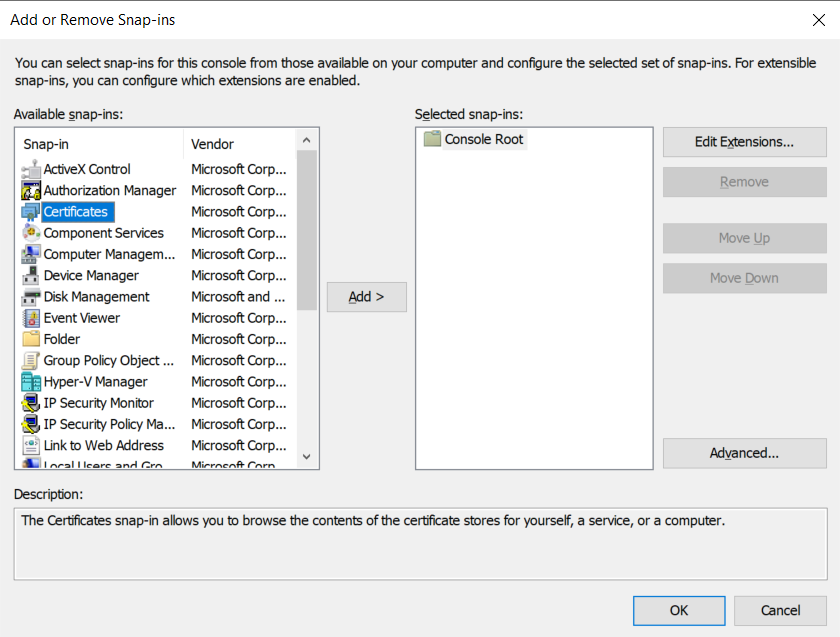 Add or Remove Snap-ins
You can select snap-ins for this console from those available on your computer and configure the selected set of snap-ins. For extensible
snap-ins, you can configure which extensions are enabled.
Available snap-ins:
Snap-in Vendor
ActiveX Control Microsoft Corp...
Authorization Manager Microsoft Corp...
Certificates Microsoft Corp...
Component Services Microsoft Corp...
Computer Managem... Microsoft Corp...
Device Manager Microsoft Corp...
Disk Management Microsoft and ...
Event Viewer Microsoft Corp...
Folder Microsoft Corp...
Group Policy Object ... Microsoft Corp...
Hyper-V Manager Microsoft Corp...
IP Security Monitor Microsoft Corp...
IP Security Policy Ma... Microsoft Corp...
Link to Web Address Microsoft Corp...
Local Users and Gro... Microsoft Corp...
Add >
Selected snap-ins:
Console Root
Edit Extensions...
Remove
Move Up
Move Down
Advanced...
Description:
The Certificates snap-in allows you to browse the contents of the certificate stores for yourself, a service, or a computer.
OK
Cancel